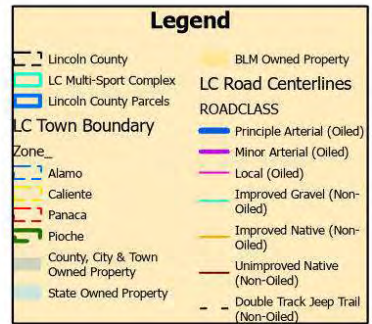 Legend
Lincoln County
LC Multi-Sport Complex
Lincoln County Parcels
LC Town Boundary
Zone_
Alamo
Caliente
Panaca
Pioche
County, City & Town
Owned Property
State Owned Property
BLM Owned Property
LC Road Centerlines
ROADCLASS
Principle Arterial (Oiled)
Minor Arterial (Oiled)
Local (Oiled)
Improved Gravel (Non-
Oiled)
Improved Native (Non-
Oiled)
Unimproved Native
(Non-Oiled)
Double Track Jeep Trail
(Non-Oiled)